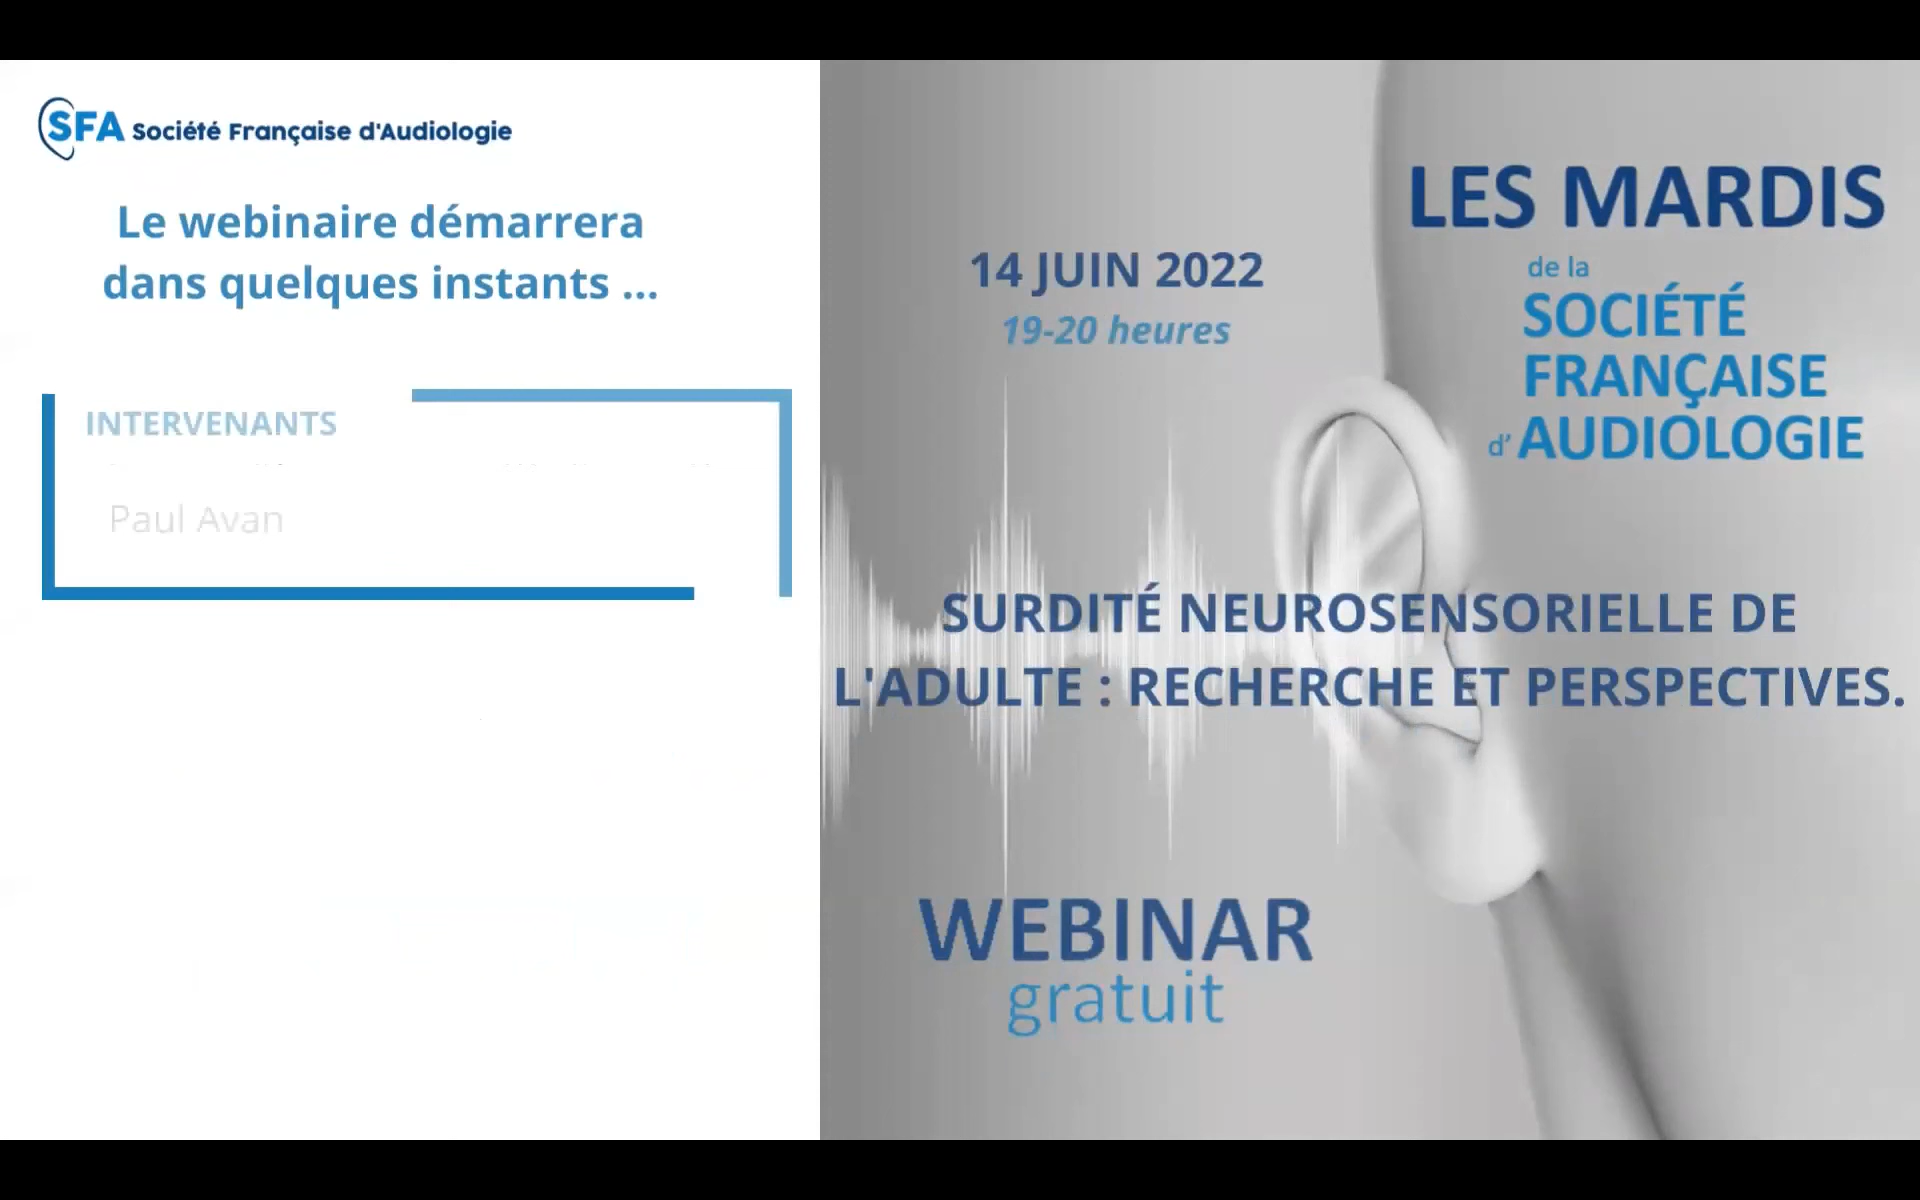 SFA Société Française d'Audiologie
Le webinaire démarrera
dans quelques instants ...
INTERVENANTS
Paul Avan
14 JUIN 2022
19-20 heures
LES MARDIS
de la
SOCIÉTÉ
FRANÇAISE
d'AUDIOLOGIE
SURDITÉ NEUROSENSORIELLE DE
L'ADULTE : RECHERCHE ET PERSPECTIVES.
WEBINAR
gratuit